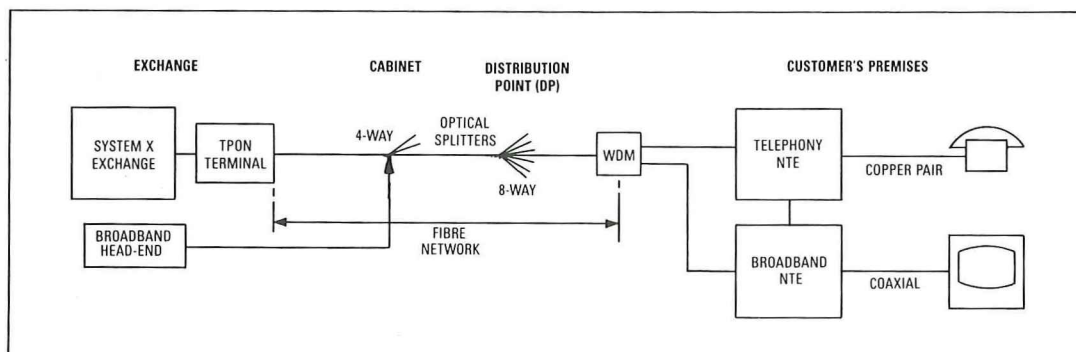 EXCHANGE
CABINET
DISTRIBUTION
POINT (DP)
CUSTOMER'S PREMISES
SYSTEM X
EXCHANGE
TPON
TERMINAL
4-WAY
OPTICAL
SPLITTERS
8-WAY
WDM
TELEPHONY
NTE
COPPER PAIR
FIBRE
NETWORK
BROADBAND
HEAD-END
BROADBAND
NTE
COAXIAL